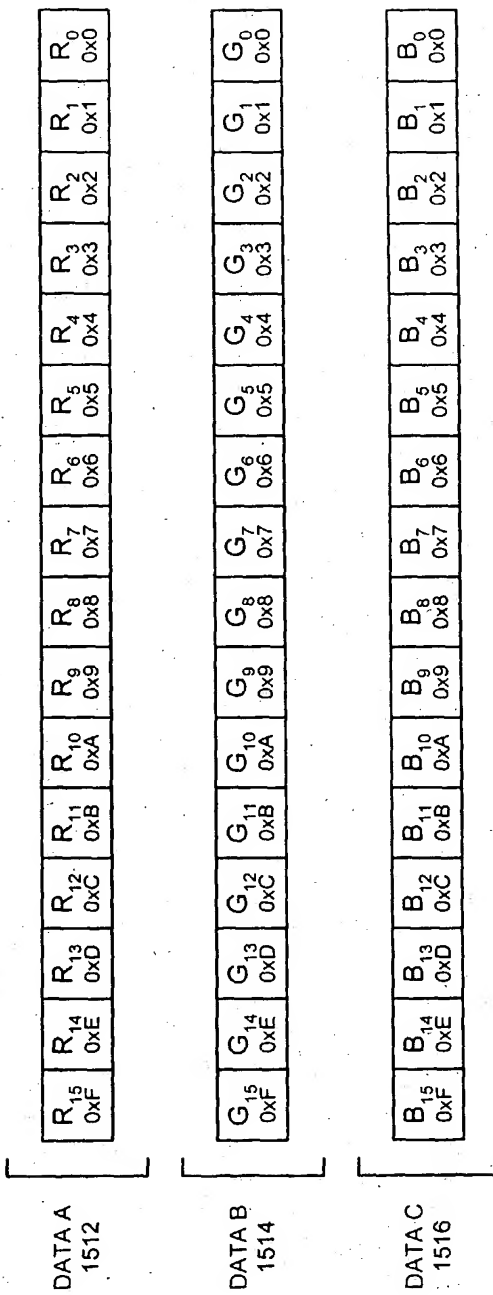 DATA A R₁₅ R₁₄ R₁₃ R₁₂ R₁₁ R₁₀ R₉ R₈ R₇ R₆ R₅ R₄ R₃ R₂ R₁ R₀
1512 0xF 0xE 0xD 0xC 0xB 0xA 0x9 0x8 0x7 0x6 0x5 0x4 0x3 0x2 0x1 0x0
DATA B G₁₅ G₁₄ G₁₃ G₁₂ G₁₁ G₁₀ G₉ G₈ G₇ G₆ G₅ G₄ G₃ G₂ G₁ G₀
1514 0xF 0xE 0xD 0xC 0xB 0xA 0x9 0x8 0x7 0x6 0x5 0x4 0x3 0x2 0x1 0x0
DATA C B₁₅ B₁₄ B₁₃ B₁₂ B₁₁ B₁₀ B₉ B₈ B₇ B₆ B₅ B₄ B₃ B₂ B₁ B₀
1516 0xF 0xE 0xD 0xC 0xB 0xA 0x9 0x8 0x7 0x6 0x5 0x4 0x3 0x2 0x1 0x0